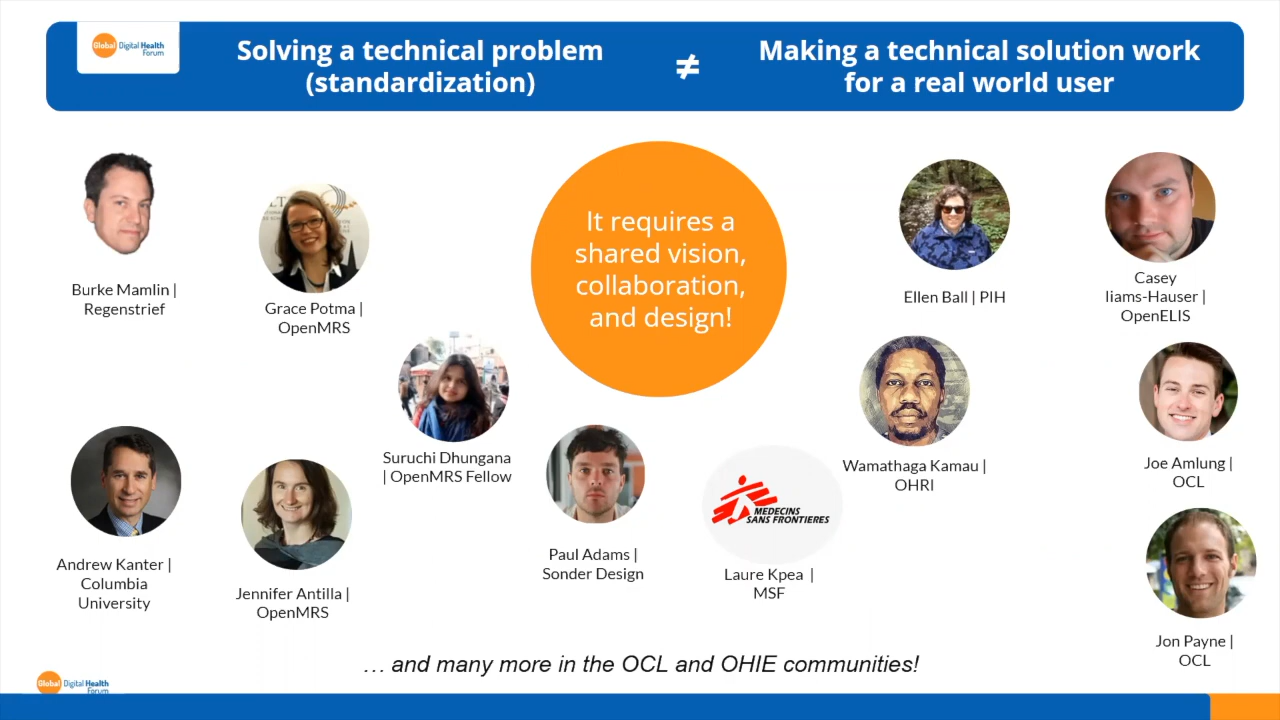 Global Digital Health
Forum
Solving a technical problem
(standardization)
≠
Making a technical solution work
for a real world user
It requires a
shared vision,
collaboration,
and design!
Burke Mamlin |
Regenstrief
Grace Potma |
OpenMRS
Ellen Ball | PIH
Casey
Iiams-Hauser |
OpenELIS
Suruchi Dhungana
| OpenMRS Fellow
Wamathaga Kamau |
OHRI
Joe Amlung |
OCL
Andrew Kanter |
Columbia
University
Jennifer Antilla |
OpenMRS
Paul Adams |
Sonder Design
MEDECINS
SANS FRONTIERES
Laure Kpea |
MSF
Jon Payne |
OCL
… and many more in the OCL and OHIE communities!
Global Digital Health
Forum